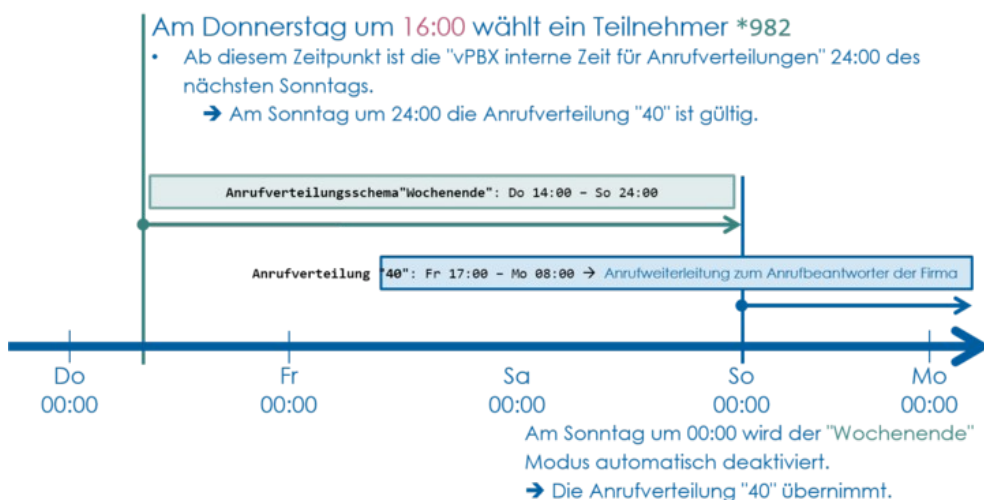 Am Donnerstag um 16:00 wählt ein Teilnehmer *982
• Ab diesem Zeitpunkt ist die "vPBX interne Zeit für Anrufverteilungen" 24:00 des
nächsten Sonntags.
➔ Am Sonntag um 24:00 die Anrufverteilung "40" ist gültig.
Anrufverteilungsschema"Wochenende": Do 14:00 – So 24:00
Anrufverteilung "40": Fr 17:00 – Mo 08:00 ➔ Anrufweiterleitung zum Anrufbeantworter der Firma
Do Fr Sa So Mo
00:00 00:00 00:00 00:00 00:00
Am Sonntag um 00:00 wird der "Wochenende"
Modus automatisch deaktiviert.
➔ Die Anrufverteilung "40" übernimmt.